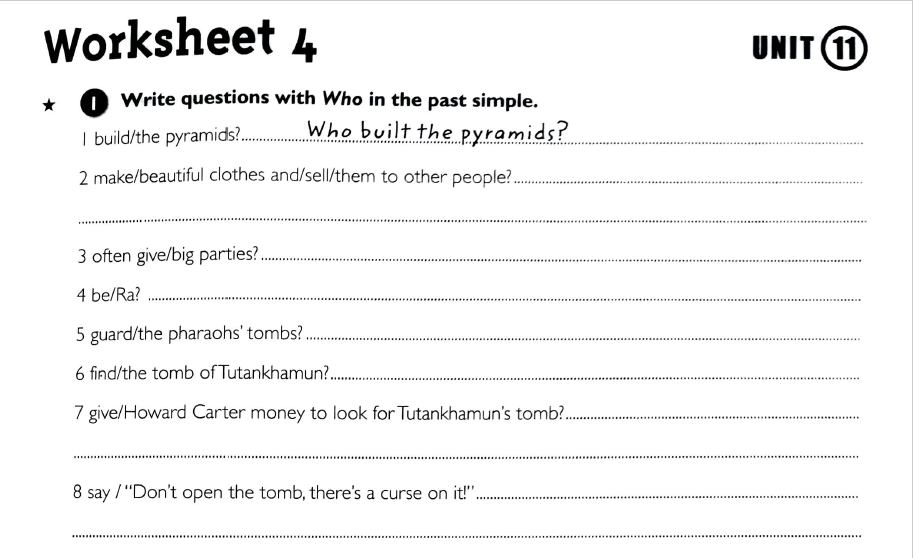 Worksheet 4
UNIT 11
★ 1 Write questions with Who in the past simple.
1 build/the pyramids? Who built the pyramids?
2 make/beautiful clothes and/sell/them to other people?
3 often give/big parties?
4 be/Ra?
5 guard/the pharaohs' tombs?
6 find/the tomb of Tutankhamun?
7 give/Howard Carter money to look for Tutankhamun's tomb?
8 say / "Don't open the tomb, there's a curse on it!"